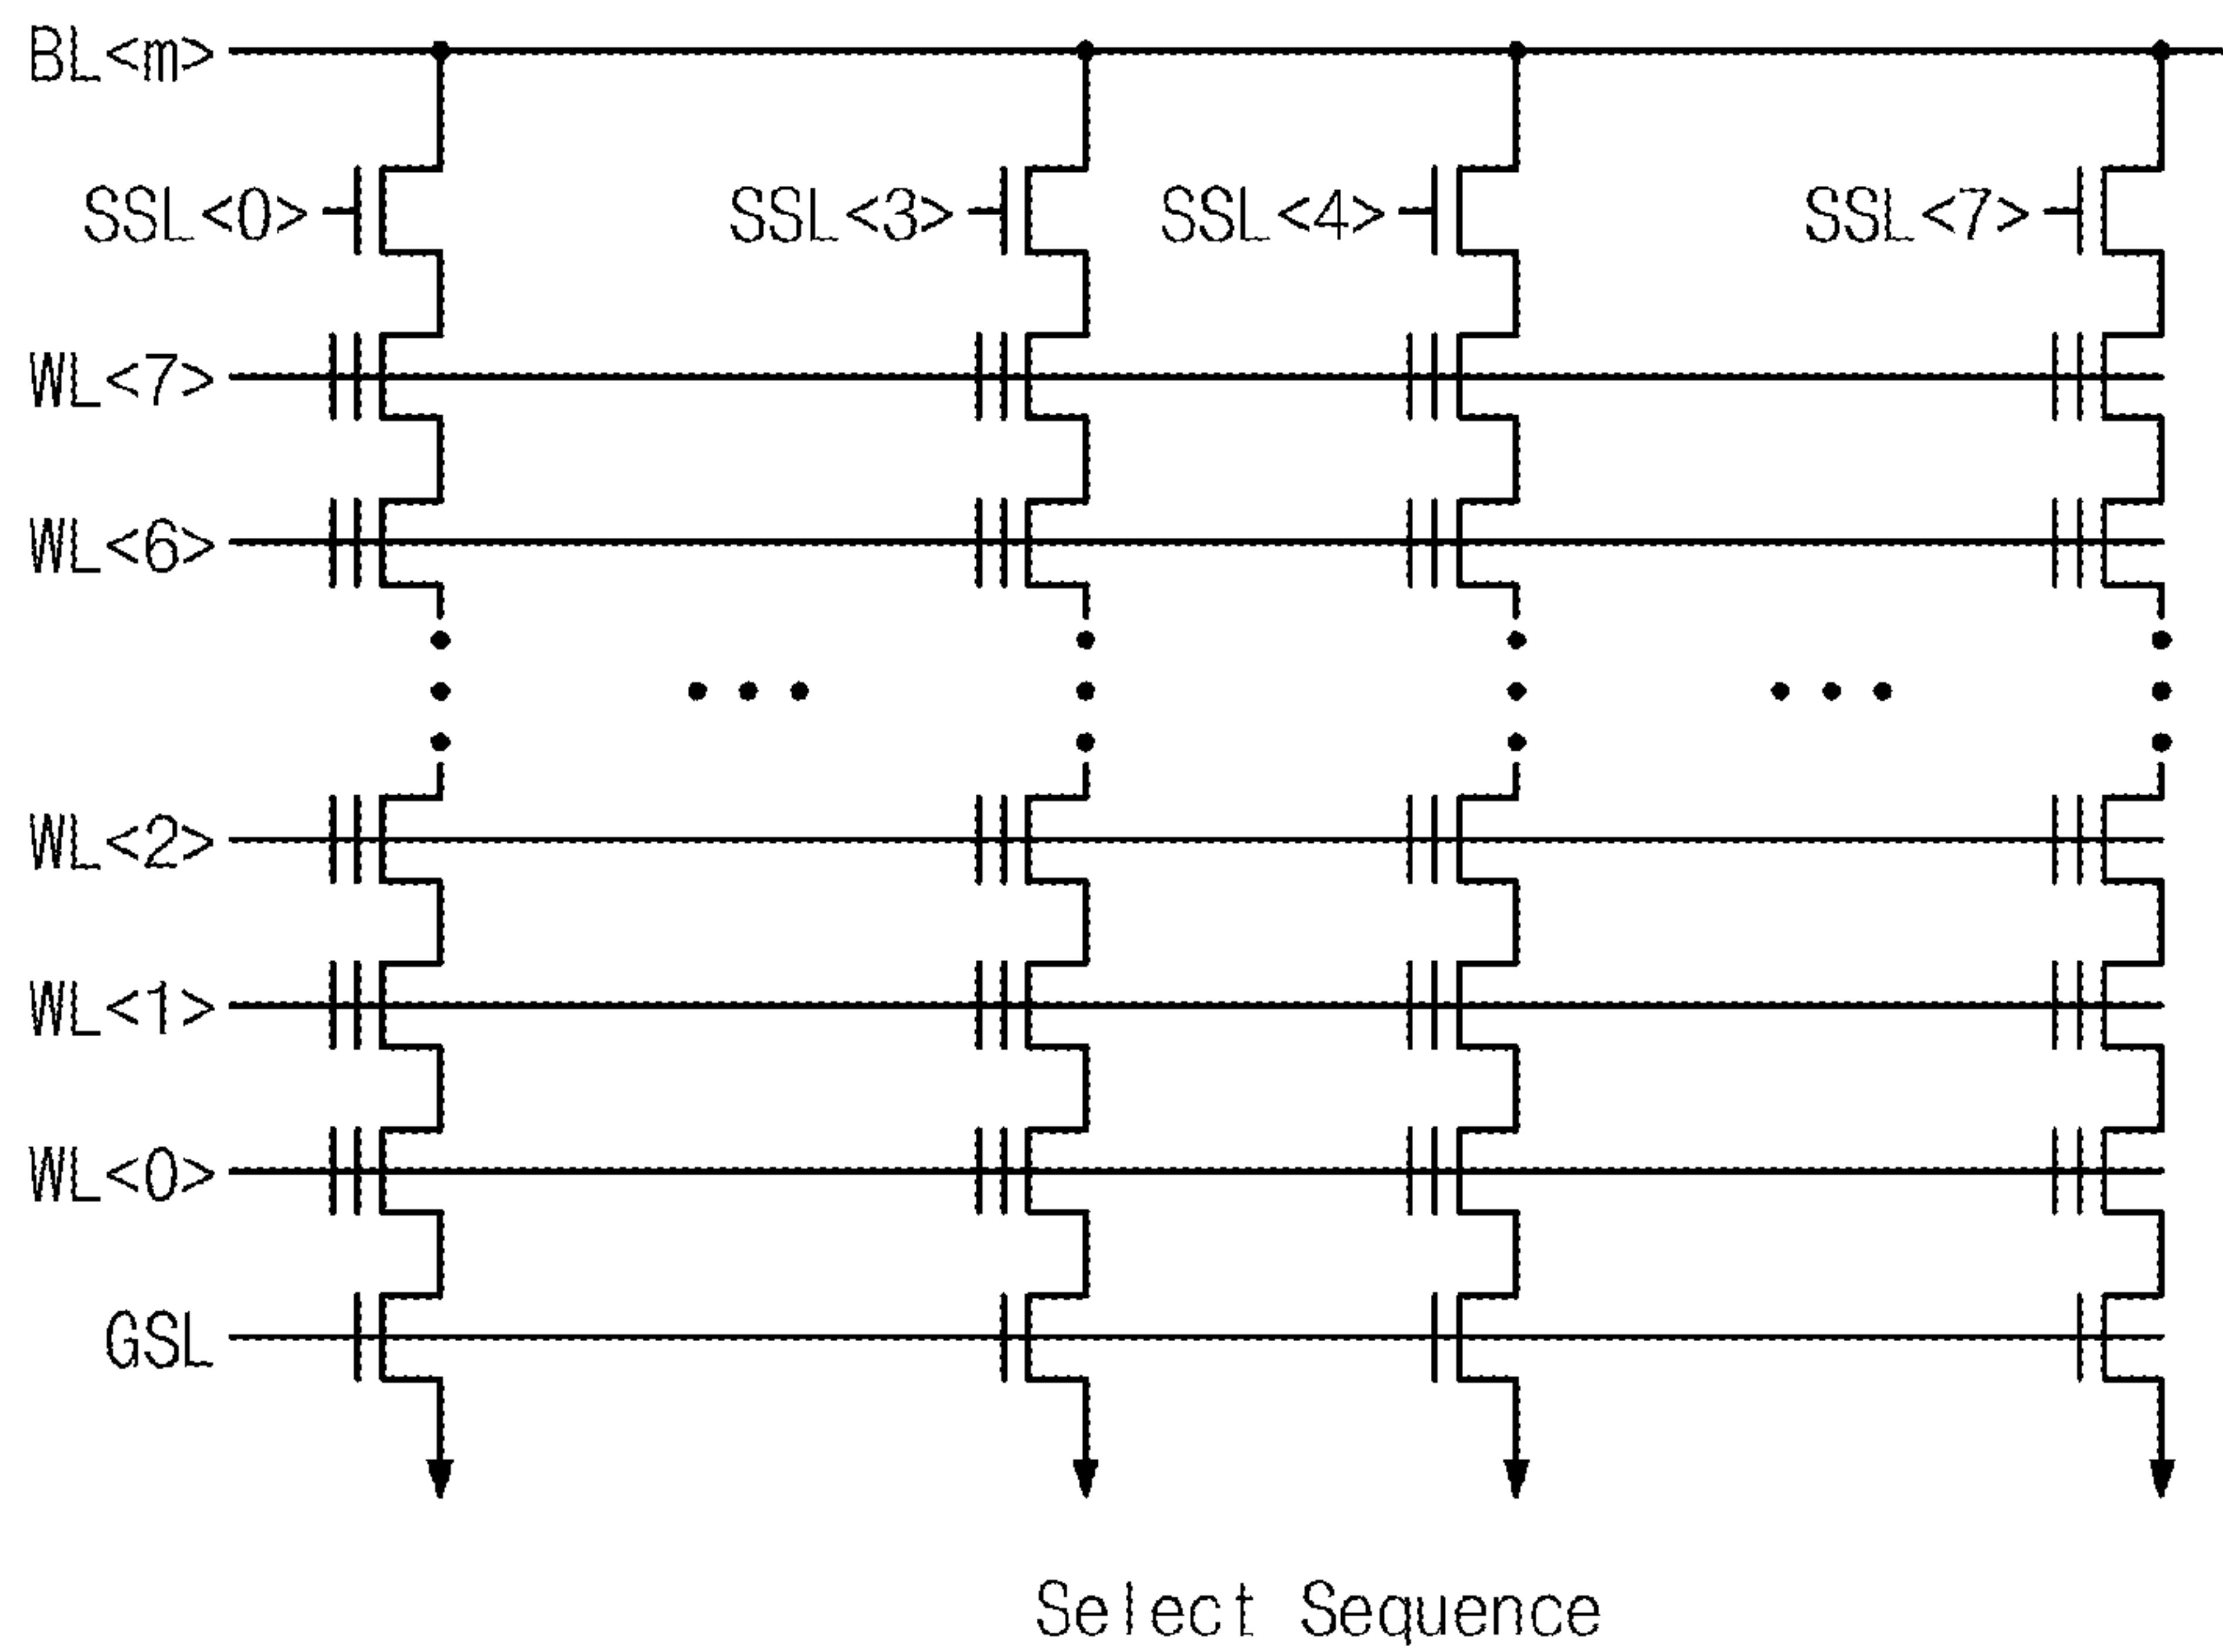 BL<m>
SSL<0> SSL<3> SSL<4> SSL<7>
WL<7>
WL<6>
WL<2>
WL<1>
WL<0>
GSL
Select Sequence